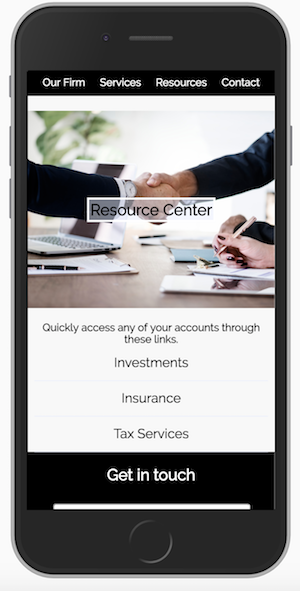 Our Firm Services Resources Contact
Resource Center
Quickly access any of your accounts through
these links.
Investments
Insurance
Tax Services
Get in touch